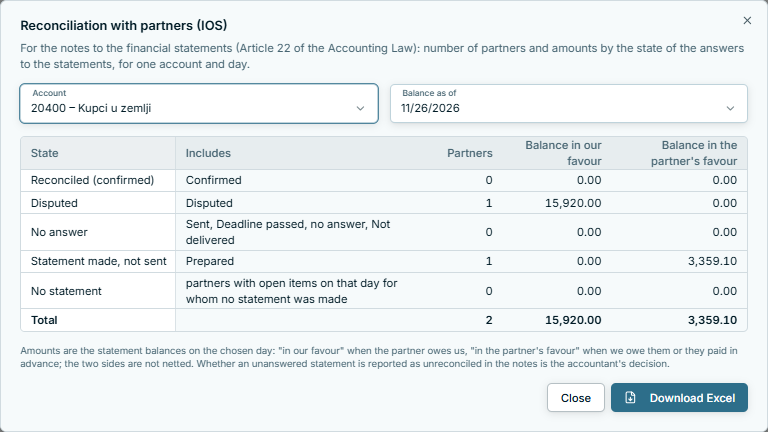 Reconciliation with partners (IOS)
For the notes to the financial statements (Article 22 of the Accounting Law): number of partners and amounts by the state of the answers
to the statements, for one account and day.
Account
20400 – Kupci u zemlji
Balance as of
11/26/2026
State Includes Partners Balance in our favour Balance in the partner's favour
Reconciled (confirmed) Confirmed 0 0.00 0.00
Disputed Disputed 1 15,920.00 0.00
No answer Sent, Deadline passed, no answer, Not delivered 0 0.00 0.00
Statement made, not sent Prepared 1 0.00 3,359.10
No statement partners with open items on that day for whom no statement was made 0 0.00 0.00
Total 2 15,920.00 3,359.10
Amounts are the statement balances on the chosen day: "in our favour" when the partner owes us, "in the partner's favour" when we owe them or they paid in
advance; the two sides are not netted. Whether an unanswered statement is reported as unreconciled in the notes is the accountant's decision.
Close
Download Excel